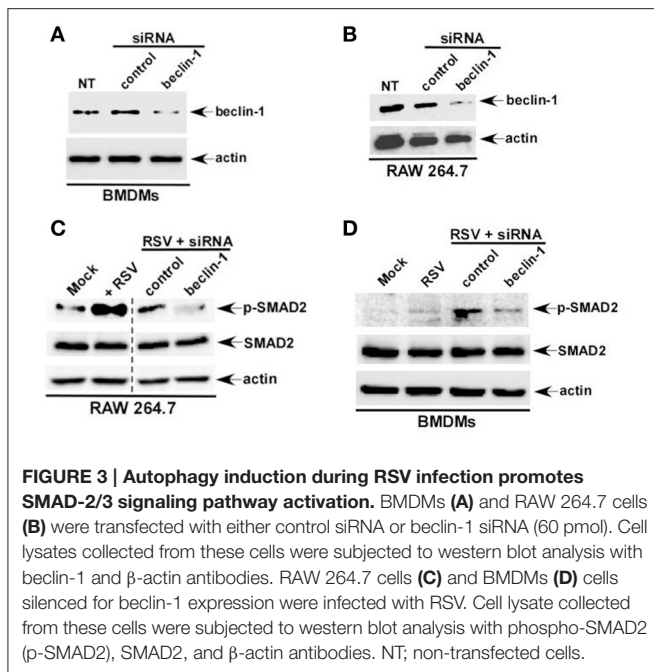 A
siRNA
NT
control
beclin-1
beclin-1
actin
BMDMs
B
siRNA
NT
control
beclin-1
beclin-1
actin
RAW 264.7
C
RSV + siRNA
Mock
+ RSV
control
beclin-1
p-SMAD2
SMAD2
actin
RAW 264.7
D
RSV + siRNA
Mock
RSV
control
beclin-1
p-SMAD2
SMAD2
actin
BMDMs
FIGURE 3 | Autophagy induction during RSV infection promotes
SMAD-2/3 signaling pathway activation. BMDMs (A) and RAW 264.7 cells
(B) were transfected with either control siRNA or beclin-1 siRNA (60 pmol). Cell
lysates collected from these cells were subjected to western blot analysis with
beclin-1 and β-actin antibodies. RAW 264.7 cells (C) and BMDMs (D) cells
silenced for beclin-1 expression were infected with RSV. Cell lysate collected
from these cells were subjected to western blot analysis with phospho-SMAD2
(p-SMAD2), SMAD2, and β-actin antibodies. NT; non-transfected cells.